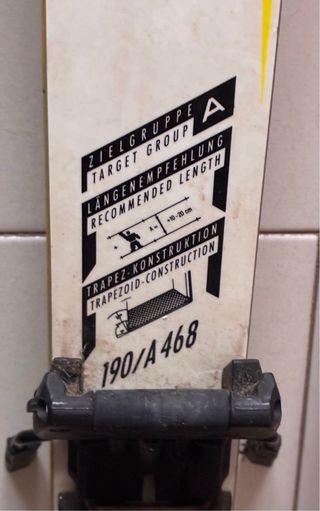 ZIELGRUPPE
TARGET GROUP
A
LÄNGENEMPFEHLUNG
RECOMMENDED LENGTH
+10-20 cm
TRAPEZ-KONSTRUKTION
TRAPEZOID-CONSTRUCTION
190/A 468